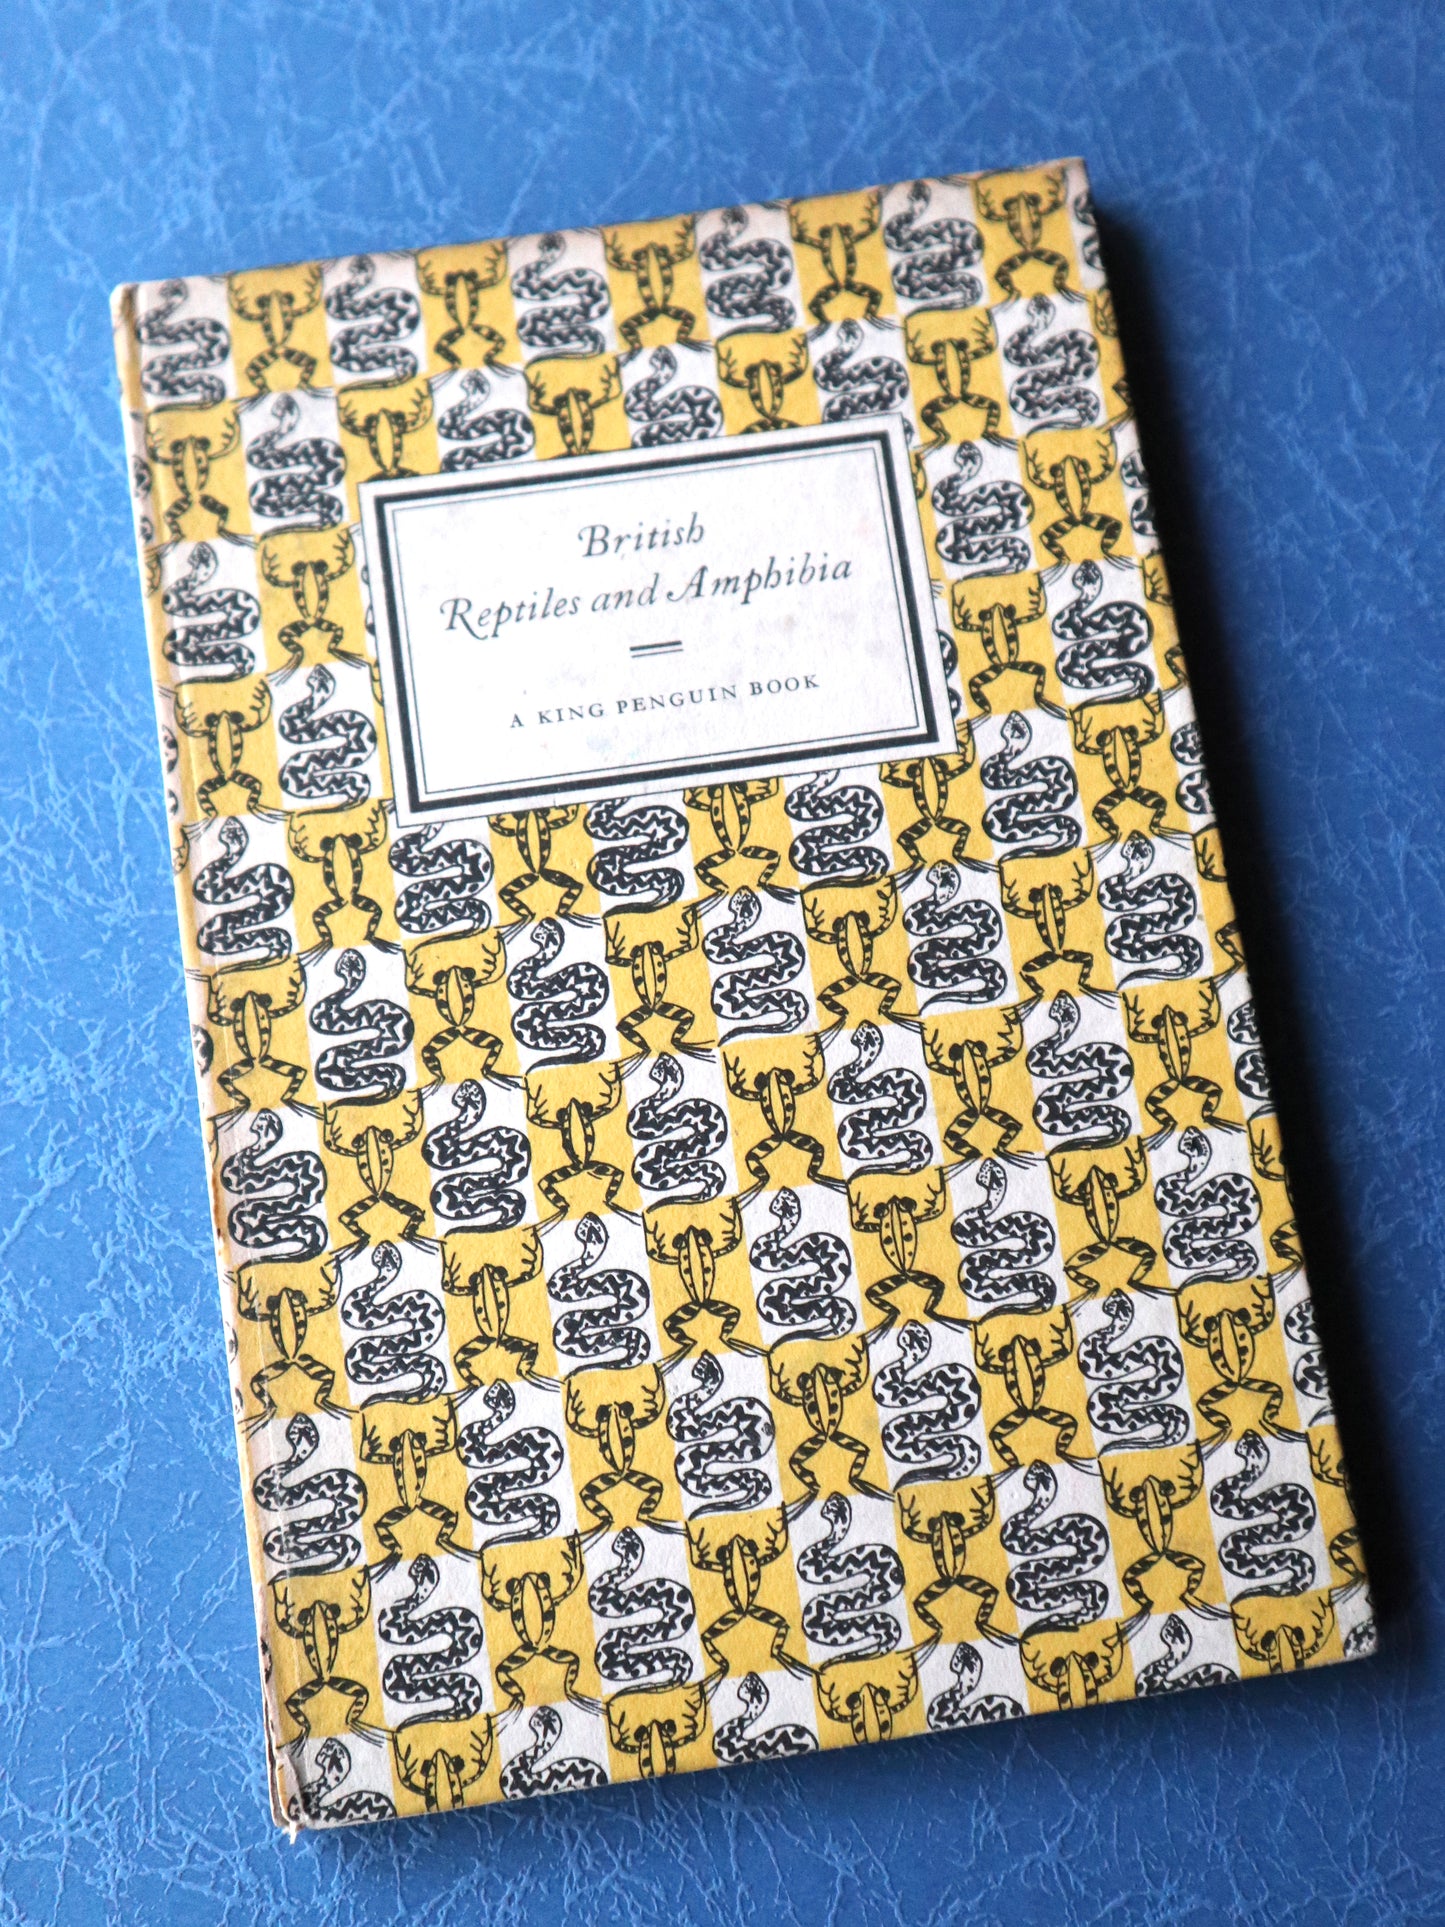 British
Reptiles and Amphibia
A KING PENGUIN BOOK